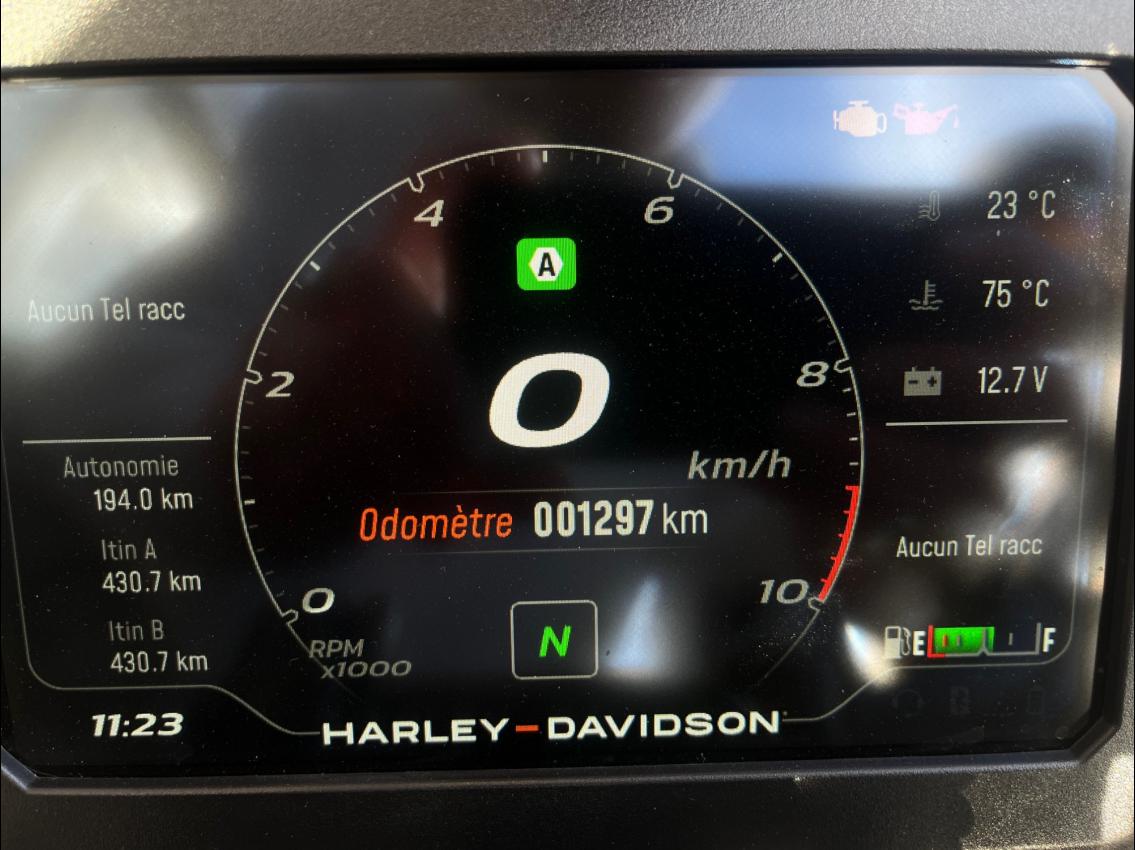 4
6
23 °C
A
75 °C
Aucun Tel racc
2
0
8
12.7 V
km/h
Autonomie
194.0 km
Odomètre 001297 km
Itin A
430.7 km
Aucun Tel racc
0
10
N
Itin B
430.7 km
RPM
x1000
E F
11:23
HARLEY-DAVIDSON